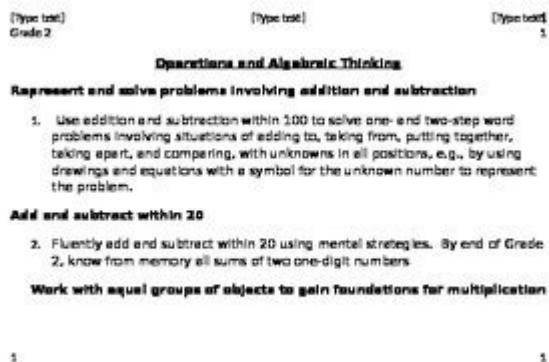 [Type text] [Type text] [Type text]
Grade 2 1
Operations and Algebraic Thinking
Represent and solve problems involving addition and subtraction
1. Use addition and subtraction within 100 to solve one- and two-step word
problems involving situations of adding to, taking from, putting together,
taking apart, and comparing, with unknowns in all positions, e.g., by using
drawings and equations with a symbol for the unknown number to represent
the problem.
Add and subtract within 20
2. Fluently add and subtract within 20 using mental strategies. By end of Grade
2, know from memory all sums of two one-digit numbers
Work with equal groups of objects to gain foundations for multiplication
1 1